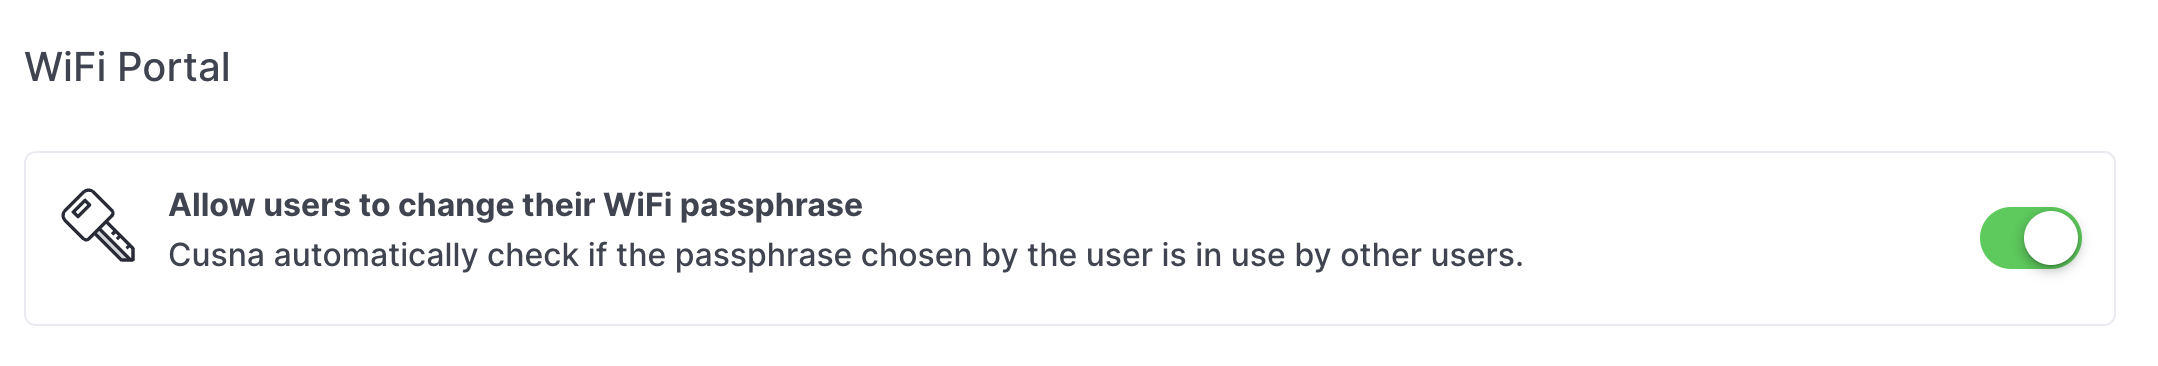 WiFi Portal
Allow users to change their WiFi passphrase
Cusna automatically check if the passphrase chosen by the user is in use by other users.